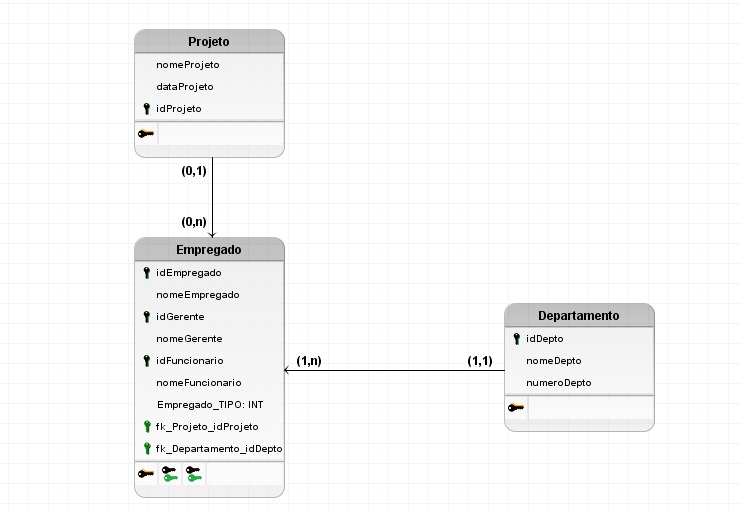 Projeto
nomeProjeto
dataProjeto
idProjeto
(0,1)
(0,n)
Empregado
idEmpregado
nomeEmpregado
idGerente
nomeGerente
idFuncionario
nomeFuncionario
Empregado_TIPO: INT
fk_Projeto_idProjeto
fk_Departamento_idDepto
(1,n)
(1,1)
Departamento
idDepto
nomeDepto
numeroDepto